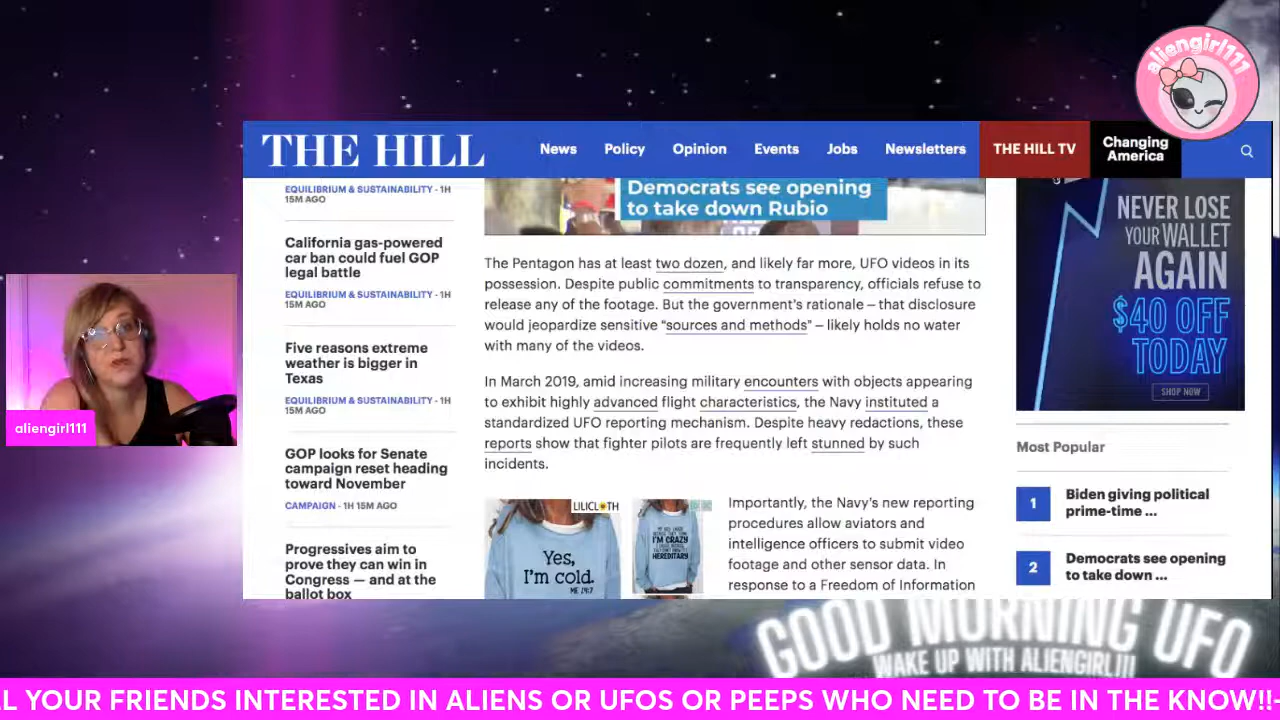 aliengirl111
THE HILL
News
Policy
Opinion
Events
Jobs
Newsletters
THE HILL TV
Changing
America
EQUILIBRIUM & SUSTAINABILITY - 1H
15M AGO
California gas-powered
car ban could fuel GOP
legal battle
EQUILIBRIUM & SUSTAINABILITY - 1H
15M AGO
Five reasons extreme
weather is bigger in
Texas
EQUILIBRIUM & SUSTAINABILITY - 1H
15M AGO
GOP looks for Senate
campaign reset heading
toward November
CAMPAIGN - 1H 15M AGO
Progressives aim to
prove they can win in
Congress — and at the
ballot box
Democrats see opening
to take down Rubio
The Pentagon has at least two dozen, and likely far more, UFO videos in its
possession. Despite public commitments to transparency, officials refuse to
release any of the footage. But the government's rationale – that disclosure
would jeopardize sensitive “sources and methods” – likely holds no water
with many of the videos.
In March 2019, amid increasing military encounters with objects appearing
exhibit highly advanced flight characteristics, the Navy instituted a
standardized UFO reporting mechanism. Despite heavy redactions, these
reports show that fighter pilots are frequently left stunned by such
incidents.
LILICLOTH
Yes,
I'm cold.
ME 24:7
I'M CRAZY
HEREDITARY
Importantly, the Navy's new reporting
procedures allow aviators and
intelligence officers to submit video
footage and other sensor data. In
response to a Freedom of Information
NEVER LOSE
YOUR WALLET
AGAIN
$40 OFF
TODAY
SHOP NOW
Most Popular
1
Biden giving political
prime-time ...
2
Democrats see opening
to take down ...
aliengirl111
GOOD MORNING UFO
WAKE UP WITH ALIENGIRL111
L YOUR FRIENDS INTERESTED IN ALIENS OR UFOS OR PEEPS WHO NEED TO BE IN THE KNOW!!-